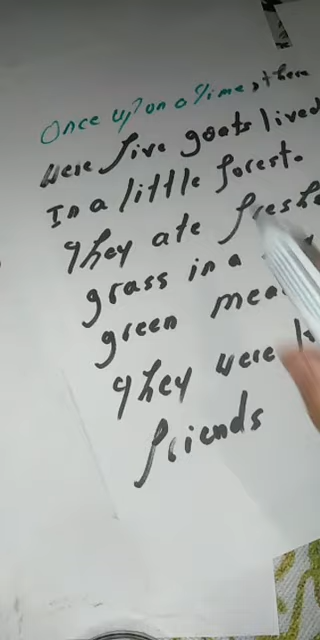 Once upon a time, there
were five goats lived
In a little forest.
They ate fresh
grass in a
green
They were
friends